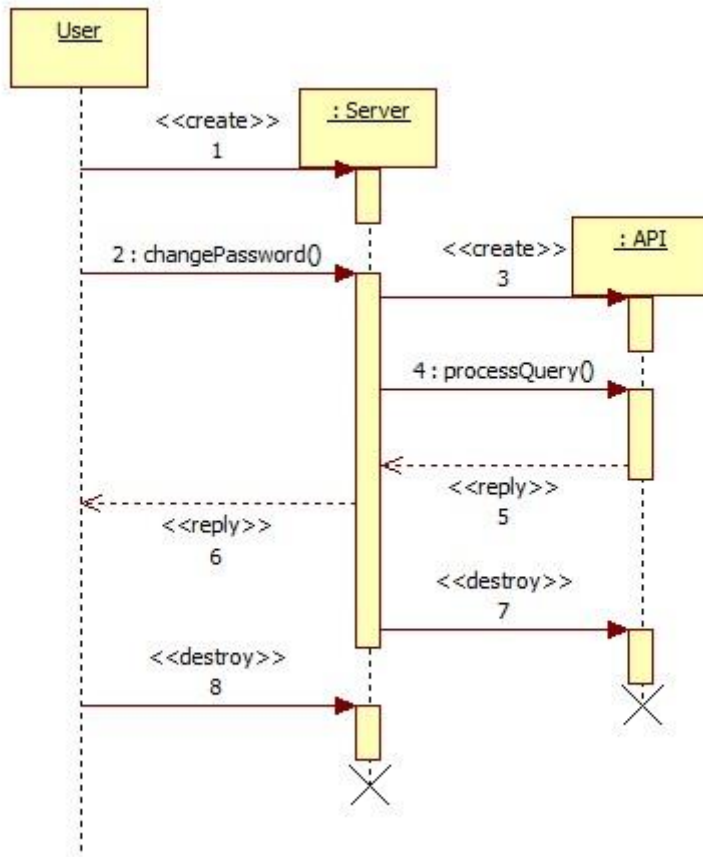 User
<<create>>
1
: Server
2 : changePassword()
<<create>>
3
: API
4 : processQuery()
<<reply>>
5
<<reply>>
6
<<destroy>>
7
<<destroy>>
8